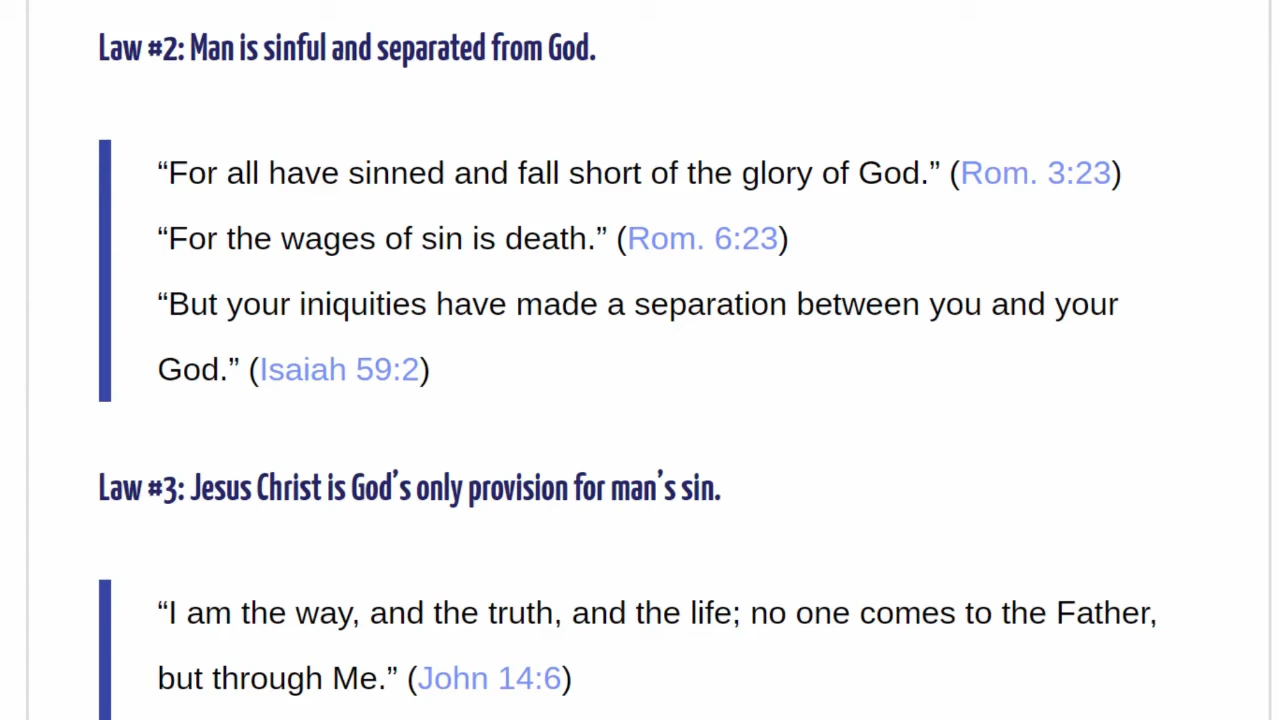 Law #2: Man is sinful and separated from God.
“For all have sinned and fall short of the glory of God.” (Rom. 3:23)
“For the wages of sin is death.” (Rom. 6:23)
“But your iniquities have made a separation between you and your
God.” (Isaiah 59:2)
Law #3: Jesus Christ is God’s only provision for man’s sin.
“I am the way, and the truth, and the life; no one comes to the Father,
but through Me.” (John 14:6)